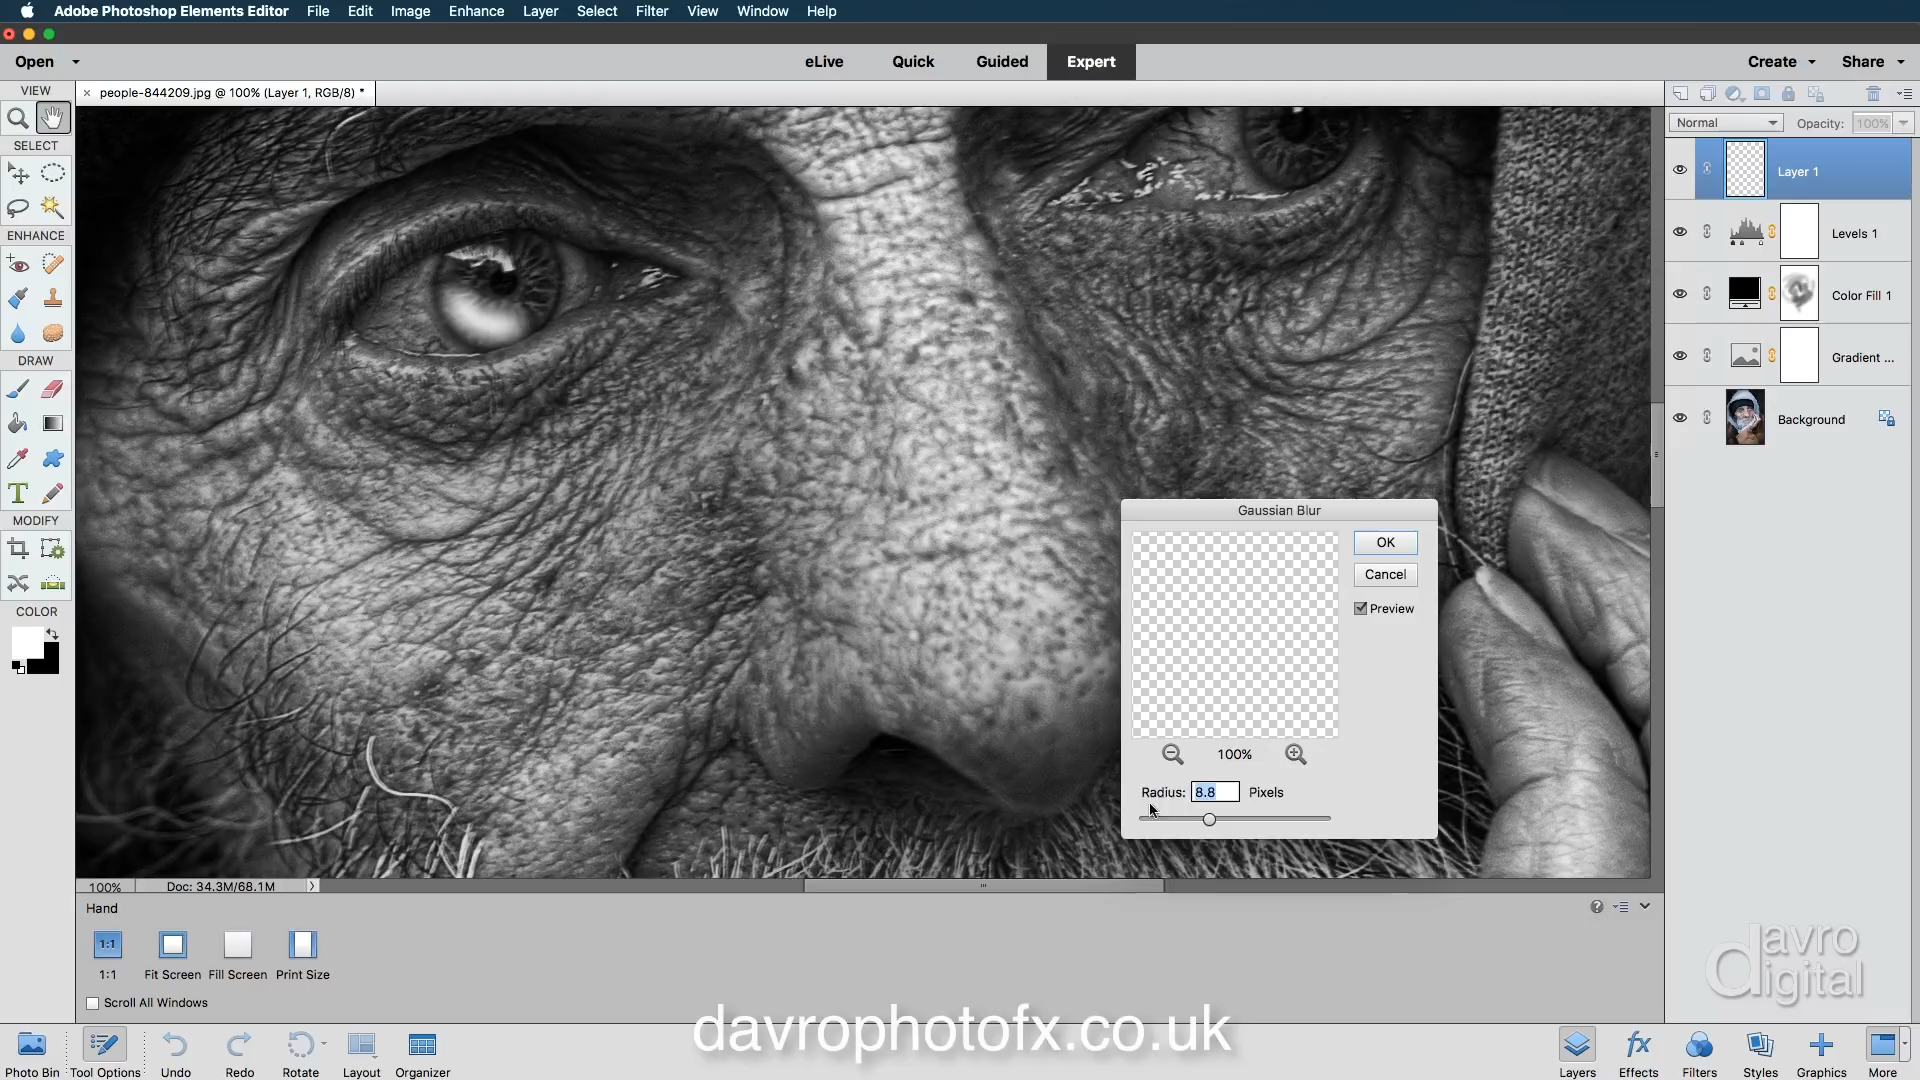 Adobe Photoshop Elements Editor File Edit Image Enhance Layer Select Filter View Window Help
Open eLive Quick Guided Expert Create Share
VIEW
× people-844209.jpg @ 100% (Layer 1, RGB/8) *
Normal Opacity: 100%
SELECT
Layer 1
ENHANCE
Levels 1
Color Fill 1
DRAW
Gradient ...
Background
T
MODIFY
Gaussian Blur
OK
Cancel
Preview
COLOR
100%
Radius: 8.8 Pixels
100% Doc: 34.3M/68.1M
Hand
1:1
1:1 Fit Screen Fill Screen Print Size
Scroll All Windows
davro
digital
davrophotofx.co.uk
fx
Photo Bin Tool Options Undo Redo Rotate Layout Organizer Layers Effects Filters Styles Graphics More